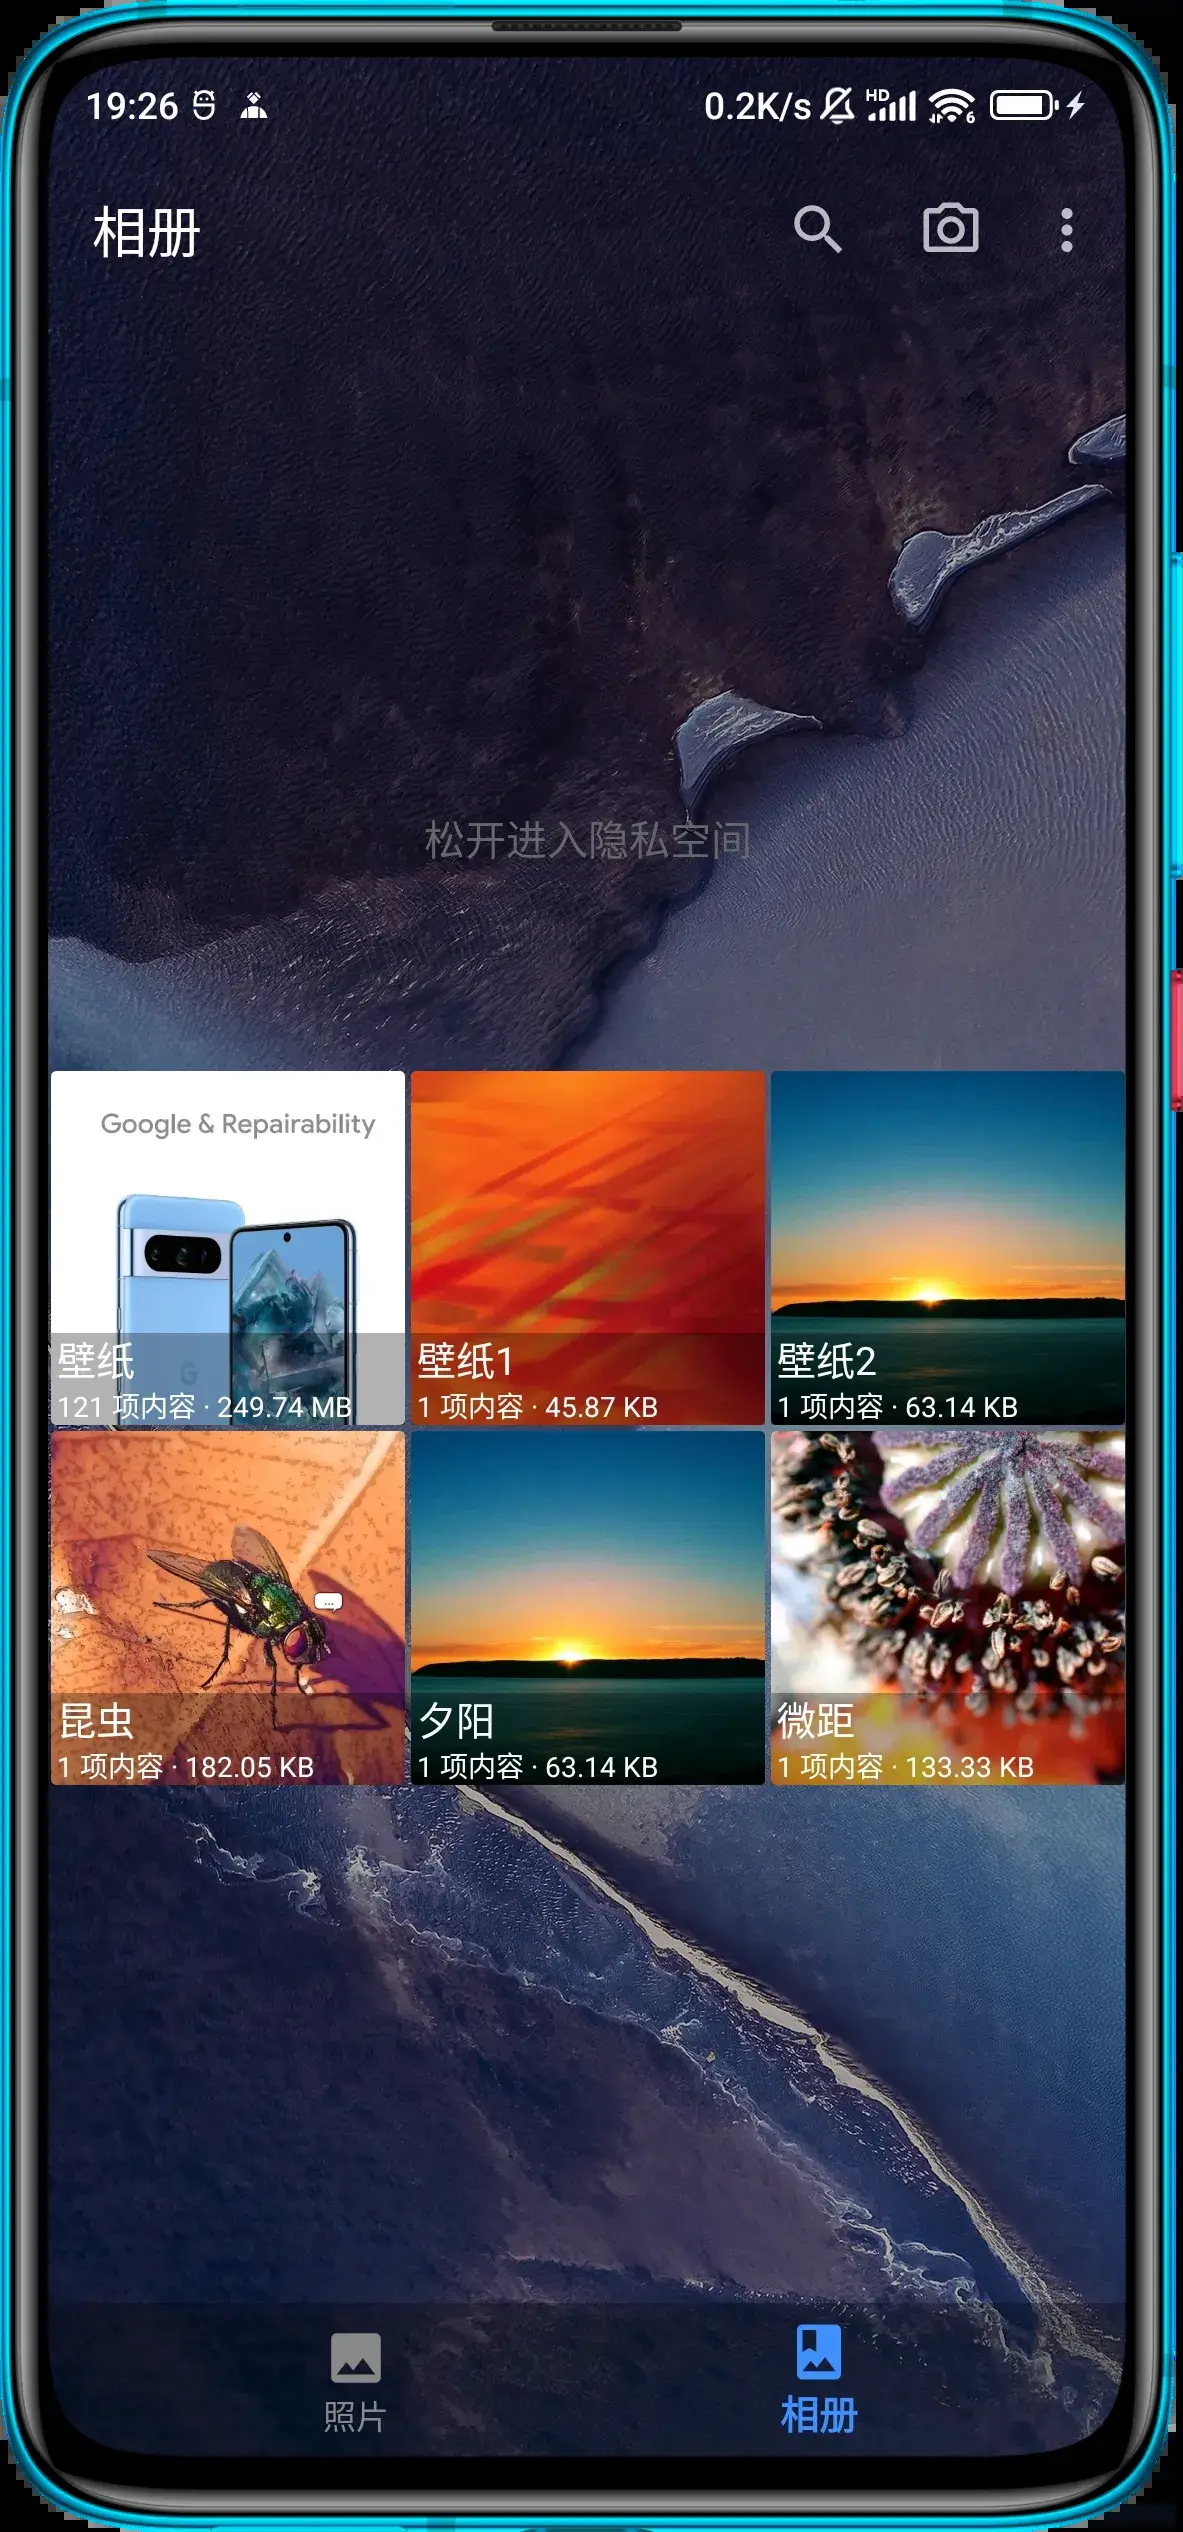 19:26
0.2K/s HD 6
相册
松开进入隐私空间
Google & Repairability
壁纸
121 项内容 · 249.74 MB
壁纸1
1 项内容 · 45.87 KB
壁纸2
1 项内容 · 63.14 KB
昆虫
1 项内容 · 182.05 KB
夕阳
1 项内容 · 63.14 KB
微距
1 项内容 · 133.33 KB
照片
相册